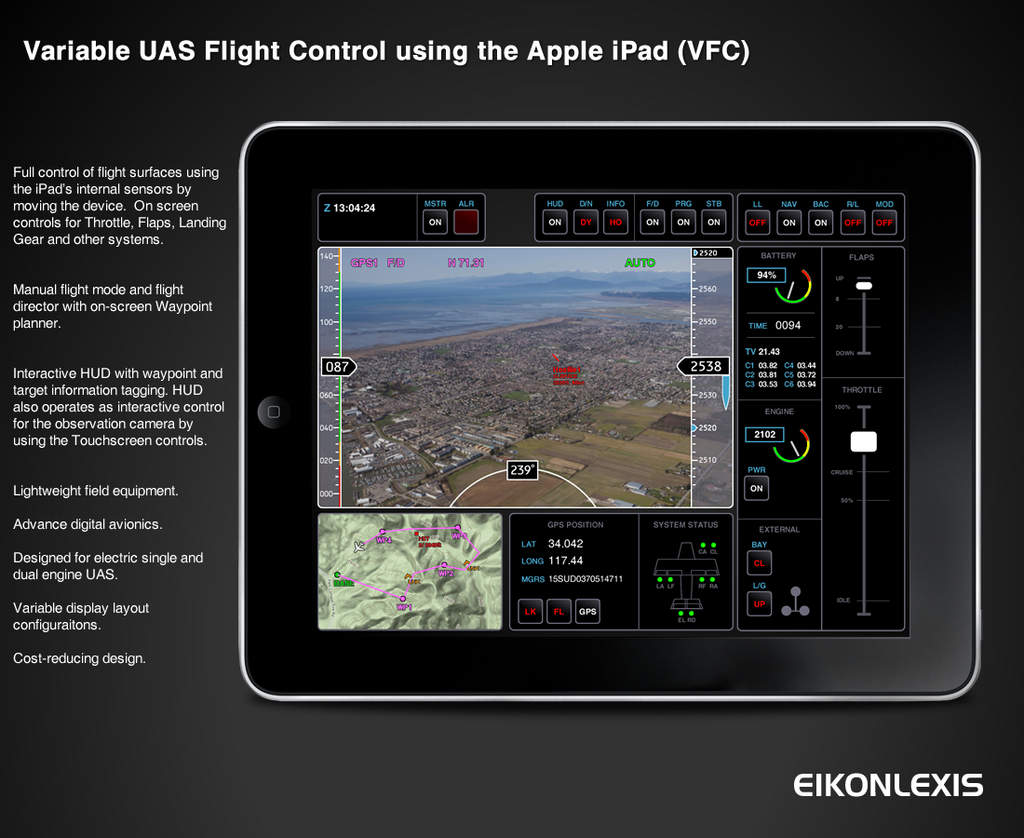 Variable UAS Flight Control using the Apple iPad (VFC)
Full control of flight surfaces using
the iPad's internal sensors by
moving the device. On screen
controls for Throttle, Flaps, Landing
Gear and other systems.
Manual flight mode and flight
director with on-screen Waypoint
planner.
Interactive HUD with waypoint and
target information tagging. HUD
also operates as interactive control
for the observation camera by
using the Touchscreen controls.
Lightweight field equipment.
Advance digital avionics.
Designed for electric single and
dual engine UAS.
Variable display layout
configuraitons.
Cost-reducing design.
Z 13:04:24
MSTR ALR
ON
HUD D/N INFO F/D PRG STB
ON DY HO ON ON ON
LL NAV BAC R/L MOD
OFF ON ON OFF OFF
GPS1 F/D N 71.31 AUTO
140
120
100
087
060
040
020
000
2520
2560
2550
2538
2530
2520
2510
239°
BATTERY
94%
TIME 0094
TV 21.43
C1 03.82 C4 03.44
C2 03.81 C5 03.72
C3 03.53 C6 03.94
ENGINE
2102
PWR
ON
EXTERNAL
BAY
CL
L/G
UP
FLAPS
UP
8
20
DOWN
THROTTLE
100%
CRUISE
50%
IDLE
WP4
WP3
WP2
WP1
BASE
GPS POSITION
LAT 34.042
LONG 117.44
MGRS 15SUD0370514711
LK FL GPS
SYSTEM STATUS
CA CL
LA LF RF RA
EL RD
EIKONLEXIS